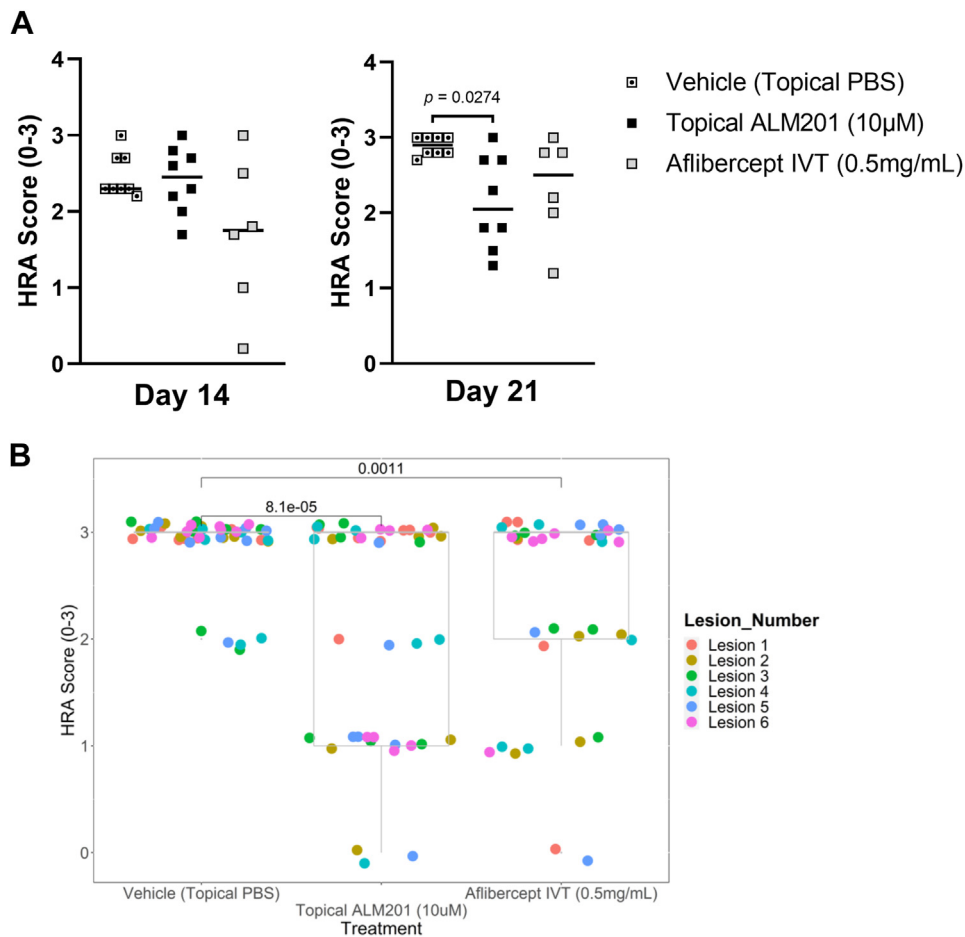 A
HRA Score (0-3)
4
3
2
1
0
Day 14
HRA Score (0-3)
4
3
2
1
0
p = 0.0274
Day 21
Vehicle (Topical PBS)
Topical ALM201 (10µM)
Aflibercept IVT (0.5mg/mL)
B
HRA Score (0-3)
3
2
1
0
0.0011
8.1e-05
Vehicle (Topical PBS)
Topical ALM201 (10uM)
Aflibercept IVT (0.5mg/mL)
Treatment
Lesion_Number
Lesion 1
Lesion 2
Lesion 3
Lesion 4
Lesion 5
Lesion 6